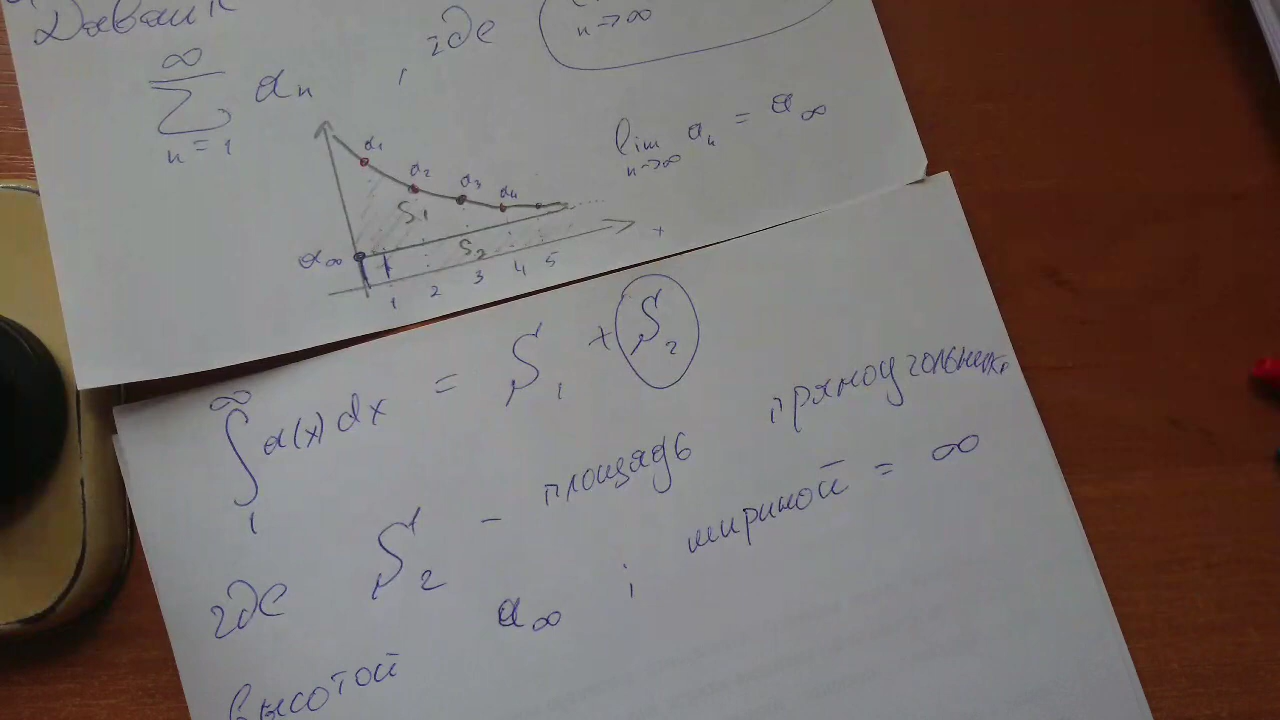 ∞
∑ aₙ , где
n = 1
n → ∞
lim aₙ = a∞
n→∞
a₁
a₂
a₃
a₄
S₁
S₂
a∞
x
1 2 3 4 5
∞
∫ a(x) dx = S₁ + S₂
1
где S₂ — площадь прямоугольника
высотой a∞ ; шириной = ∞